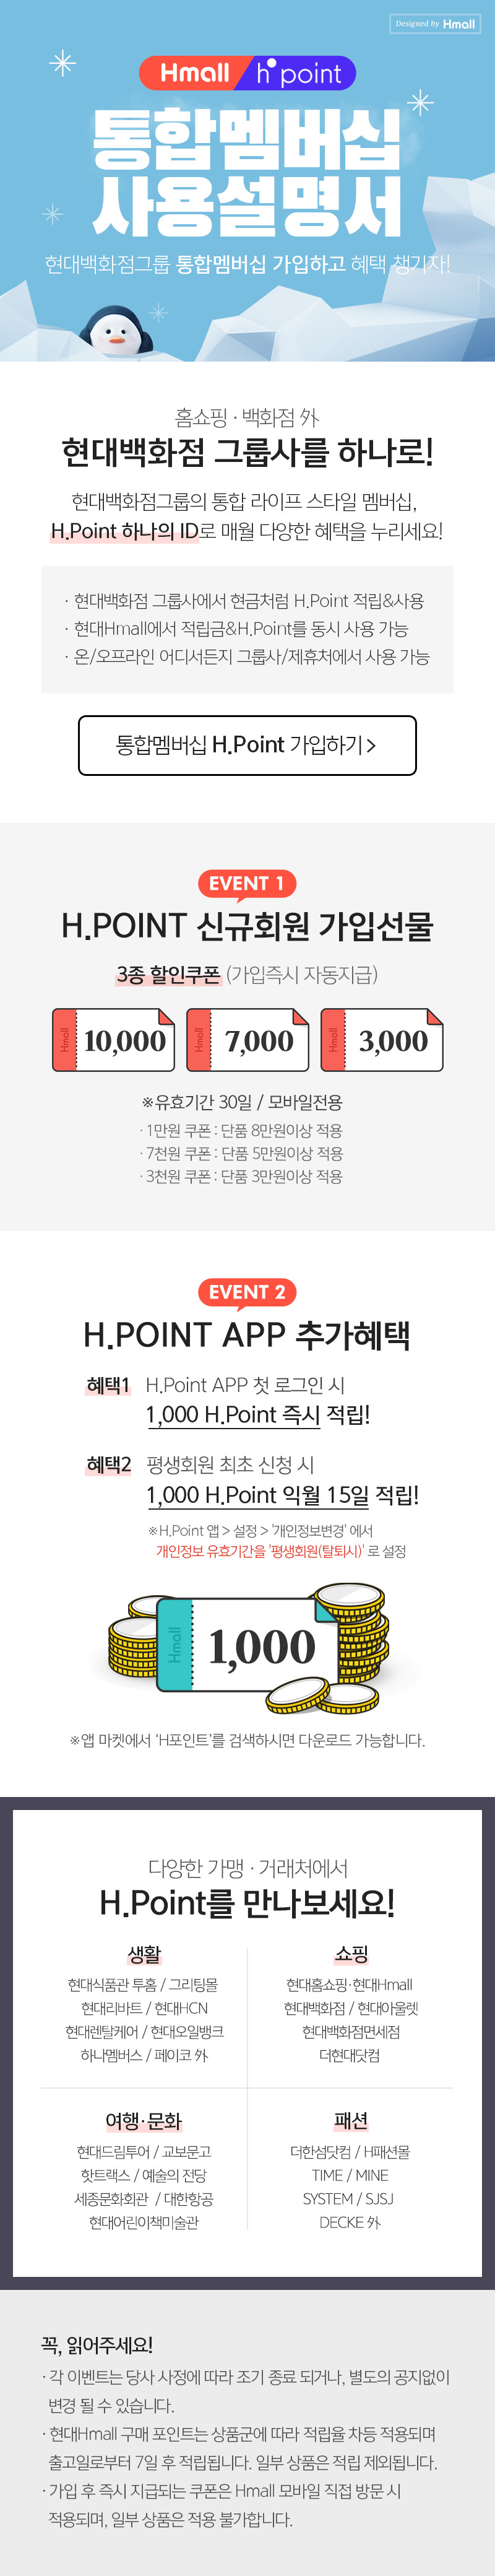 Designed by Hmall
Hmall h point
통합멤버십
사용설명서
현대백화점그룹 통합멤버십 가입하고 혜택 챙기자!
홈쇼핑 · 백화점 외
현대백화점 그룹사를 하나로!
현대백화점그룹의 통합 라이프 스타일 멤버십,
H.Point 하나의 ID로 매월 다양한 혜택을 누리세요!
· 현대백화점 그룹사에서 현금처럼 H.Point 적립&사용
· 현대Hmall에서 적립금&H.Point를 동시 사용 가능
· 온/오프라인 어디서든지 그룹사/제휴처에서 사용 가능
통합멤버십 H.Point 가입하기 >
EVENT 1
H.POINT 신규회원 가입선물
3종 할인쿠폰 (가입즉시 자동지급)
Hmall 10,000 Hmall 7,000 Hmall 3,000
※유효기간 30일 / 모바일전용
· 1만원 쿠폰 : 단품 8만원이상 적용
· 7천원 쿠폰 : 단품 5만원이상 적용
· 3천원 쿠폰 : 단품 3만원이상 적용
EVENT 2
H.POINT APP 추가혜택
혜택1 H.Point APP 첫 로그인 시
1,000 H.Point 즉시 적립!
혜택2 평생회원 최초 신청 시
1,000 H.Point 익월 15일 적립!
※H.Point 앱 > 설정 > '개인정보변경' 에서
개인정보 유효기간을 '평생회원(탈퇴시)' 로 설정
Hmall 1,000
※앱 마켓에서 ‘H포인트’를 검색하시면 다운로드 가능합니다.
다양한 가맹 · 거래처에서
H.Point를 만나보세요!
생활
현대식품관 투홈 / 그리팅몰
현대리바트 / 현대HCN
현대렌탈케어 / 현대오일뱅크
하나멤버스 / 페이코 외
쇼핑
현대홈쇼핑·현대Hmall
현대백화점 / 현대아울렛
현대백화점면세점
더현대닷컴
여행·문화
현대드림투어 / 교보문고
핫트랙스 / 예술의 전당
세종문화회관 / 대한항공
현대어린이책미술관
패션
더한섬닷컴 / H패션몰
TIME / MINE
SYSTEM / SJSJ
DECKE 외
꼭, 읽어주세요!
· 각 이벤트는 당사 사정에 따라 조기 종료 되거나, 별도의 공지없이
변경 될 수 있습니다.
· 현대Hmall 구매 포인트는 상품군에 따라 적립율 차등 적용되며
출고일로부터 7일 후 적립됩니다. 일부 상품은 적립 제외됩니다.
· 가입 후 즉시 지급되는 쿠폰은 Hmall 모바일 직접 방문 시
적용되며, 일부 상품은 적용 불가합니다.